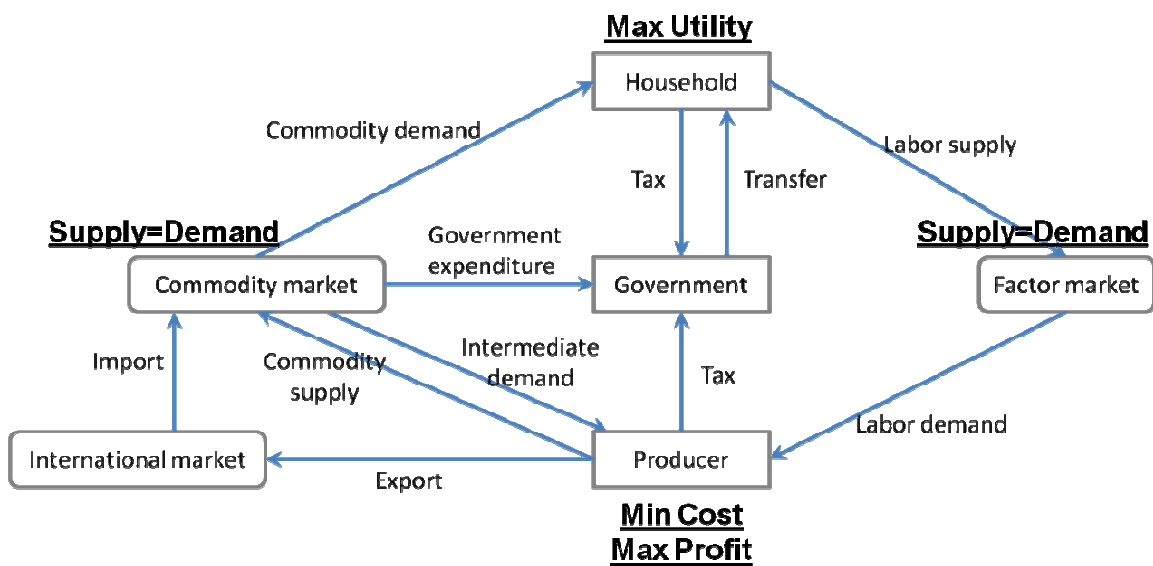 Max Utility
Household
Commodity demand
Labor supply
Tax
Transfer
Supply=Demand
Supply=Demand
Government
expenditure
Commodity market
Government
Factor market
Import
Commodity
supply
Intermediate
demand
Tax
Labor demand
International market
Producer
Export
Min Cost
Max Profit